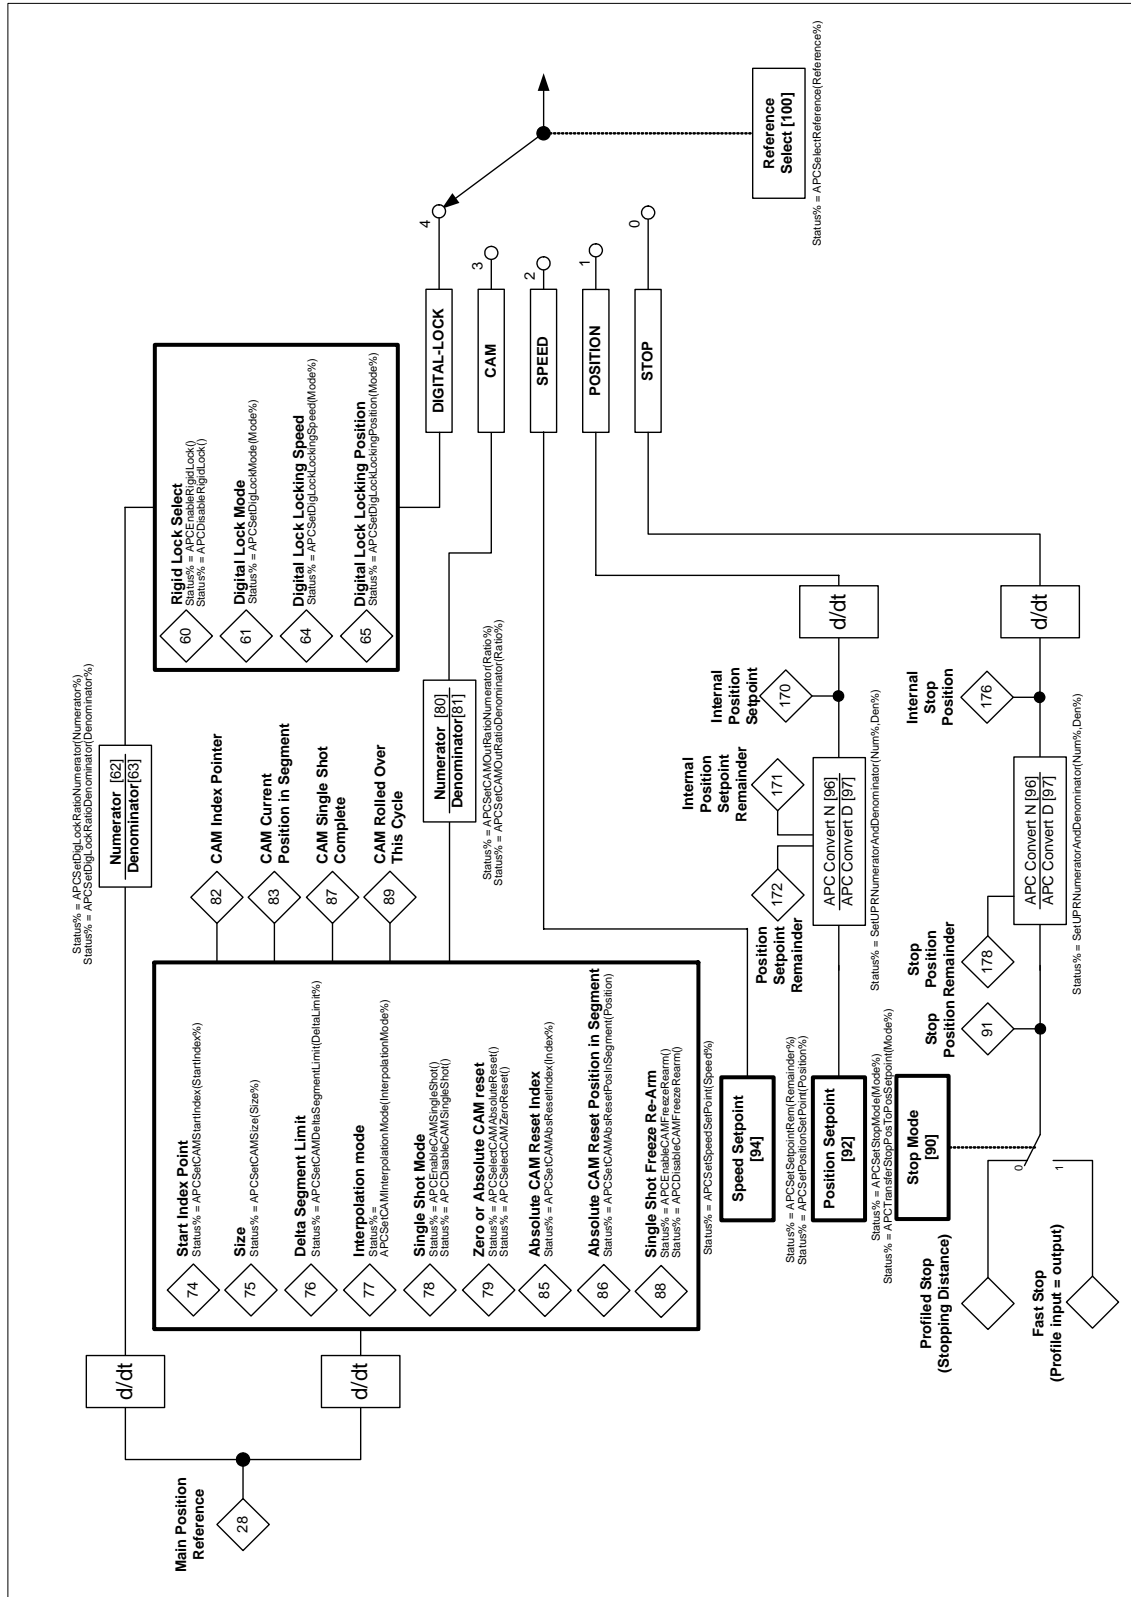 Main Position
Reference
28
d/dt
d/dt
Status% = APCSetDigLockRatioNumerator(Numerator%)
Status% = APCSetDigLockRatioDenominator(Denominator%)
Numerator [62]
Denominator[63]
60
Rigid Lock Select
Status% = APCEnableRigidLock()
Status% = APCDisableRigidLock()
61
Digital Lock Mode
Status% = APCSetDigLockMode(Mode%)
64
Digital Lock Locking Speed
Status% = APCSetDigLockLockingSpeed(Mode%)
65
Digital Lock Locking Position
Status% = APCSetDigLockLockingPosition(Mode%)
74
Start Index Point
Status% = APCSetCAMStartIndex(StartIndex%)
75
Size
Status% = APCSetCAMSize(Size%)
76
Delta Segment Limit
Status% = APCSetCAMDeltaSegmentLimit(DeltaLimit%)
77
Interpolation mode
Status% =
APCSetCAMInterpolationMode(InterpolationMode%)
78
Single Shot Mode
Status% = APCEnableCAMSingleShot()
Status% = APCDisableCAMSingleShot()
79
Zero or Absolute CAM reset
Status% = APCSelectCAMAbsoluteReset()
Status% = APCSelectCAMZeroReset()
85
Absolute CAM Reset Index
Status% = APCSetCAMAbsResetIndex(Index%)
86
Absolute CAM Reset Position in Segment
Status% = APCSetCAMAbsResetPosInSegment(Position)
88
Single Shot Freeze Re-Arm
Status% = APCEnableCAMFreezeRearm()
Status% = APCDisableCAMFreezeRearm()
82
CAM Index Pointer
83
CAM Current
Position in Segment
87
CAM Single Shot
Complete
89
CAM Rolled Over
This Cycle
Numerator [80]
Denominator[81]
Status% = APCSetCAMOutRatioNumerator(Ratio%)
Status% = APCSetCAMOutRatioDenominator(Ratio%)
Status% = APCSetSpeedSetPoint(Speed%)
Speed Setpoint
[94]
Status% = APCSetSetpointRem(Remainder%)
Status% = APCSetPositionSetPoint(Position%)
Position Setpoint
[92]
Status% = APCSetStopMode(Mode%)
Status% = APCTransferStopPosToPosSetpoint(Mode%)
Stop Mode
[90]
Profiled Stop
(Stopping Distance)
Fast Stop
(Profile input = output)
0
1
Position
Setpoint
Remainder
172
Internal
Position
Setpoint
Remainder
171
APC Convert N [96]
APC Convert D [97]
Status% = SetUPRNumeratorAndDenominator(Num%,Den%)
Internal
Position
Setpoint
170
d/dt
Stop
Position
91
Stop
Position
Remainder
178
APC Convert N [96]
APC Convert D [97]
Status% = SetUPRNumeratorAndDenominator(Num%,Den%)
Internal
Stop
Position
176
d/dt
DIGITAL-LOCK
4
CAM
3
SPEED
2
POSITION
1
STOP
0
Reference
Select [100]
Status% = APCSelectReference(Reference%)